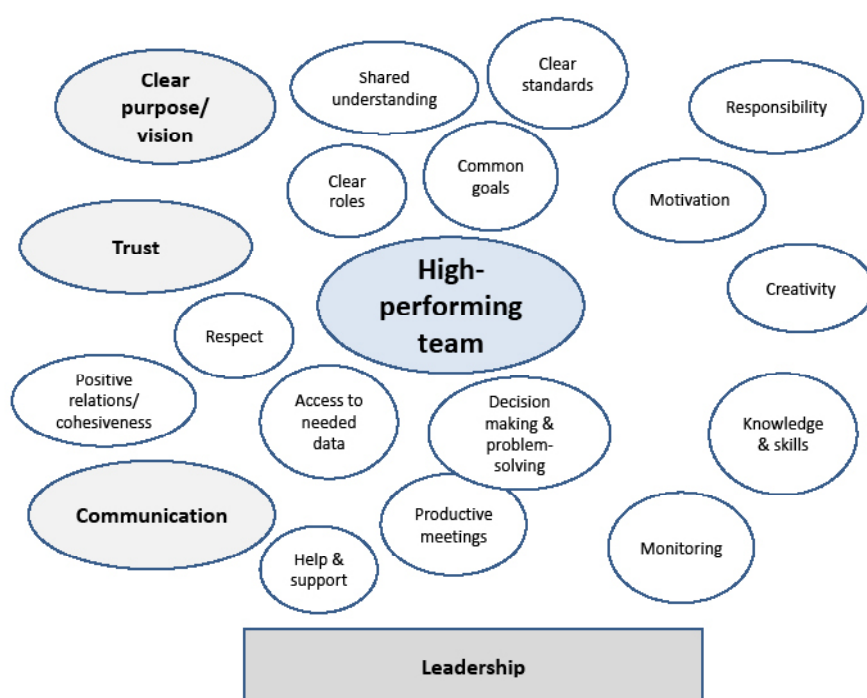 Clear
purpose/
vision
Shared
understanding
Clear
standards
Responsibility
Clear
roles
Common
goals
Motivation
Trust
High-
performing
team
Creativity
Respect
Positive
relations/
cohesiveness
Access to
needed
data
Decision
making &
problem-
solving
Knowledge
& skills
Communication
Productive
meetings
Monitoring
Help &
support
Leadership